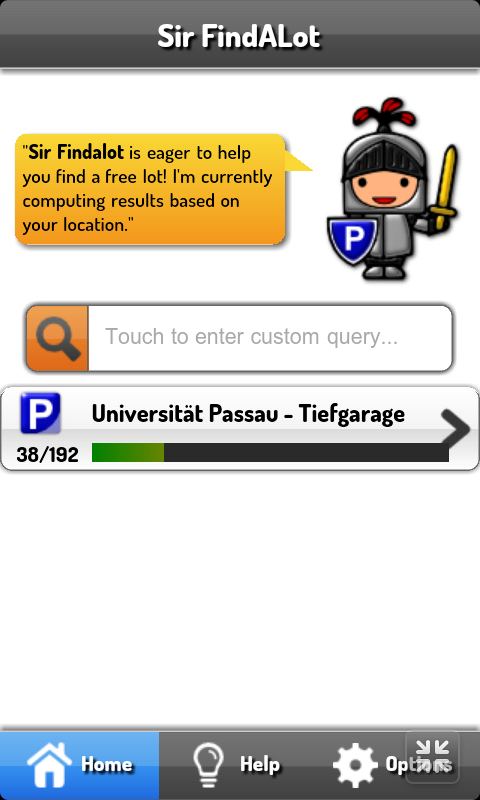 Sir FindALot
"Sir Findalot is eager to help
you find a free lot! I'm currently
computing results based on
your location."
P
Touch to enter custom query...
P
Universität Passau - Tiefgarage
38/192
Home
Help
Options